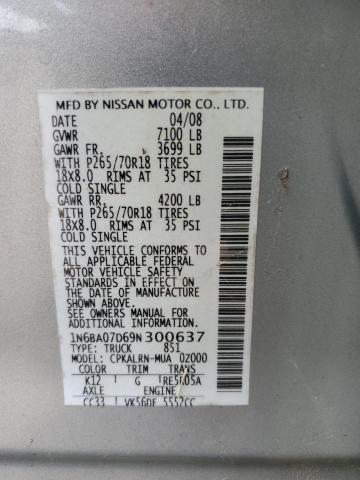 MFD BY NISSAN MOTOR CO., LTD.
DATE 04/08
GVWR 7100 LB
GAWR FR. 3699 LB
WITH P265/70R18 TIRES
18X8.0 RIMS AT 35 PSI
COLD SINGLE
GAWR RR. 4200 LB
WITH P265/70R18 TIRES
18X8.0 RIMS AT 35 PSI
COLD SINGLE
THIS VEHICLE CONFORMS TO
ALL APPLICABLE FEDERAL
MOTOR VEHICLE SAFETY
STANDARDS IN EFFECT ON
THE DATE OF MANUFACTURE
SHOWN ABOVE.
SEE OWNERS MANUAL FOR
ADDITIONAL INFORMATION.
1N6BA07D69N300637
TYPE: TRUCK 851
MODEL: CPKALRN-MUA 0Z000
COLOR TRIM TRANS
K12 G RE5R05A
AXLE ENGINE
CC33 VK56DE 5552CC